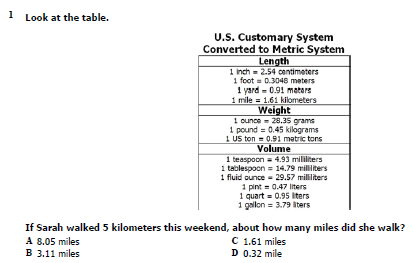 1 Look at the table.
U.S. Customary System
Converted to Metric System
Length
1 inch = 2.54 centimeters
1 foot = 0.3048 meters
1 yard = 0.91 meters
1 mile = 1.61 kilometers
Weight
1 ounce = 28.35 grams
1 pound = 0.45 kilograms
1 US ton = 0.91 metric tons
Volume
1 teaspoon = 4.93 milliliters
1 tablespoon = 14.79 milliliters
1 fluid ounce = 29.57 milliliters
1 pint = 0.47 liters
1 quart = 0.95 liters
1 gallon = 3.79 liters
If Sarah walked 5 kilometers this weekend, about how many miles did she walk?
A 8.05 miles C 1.61 miles
B 3.11 miles D 0.32 mile